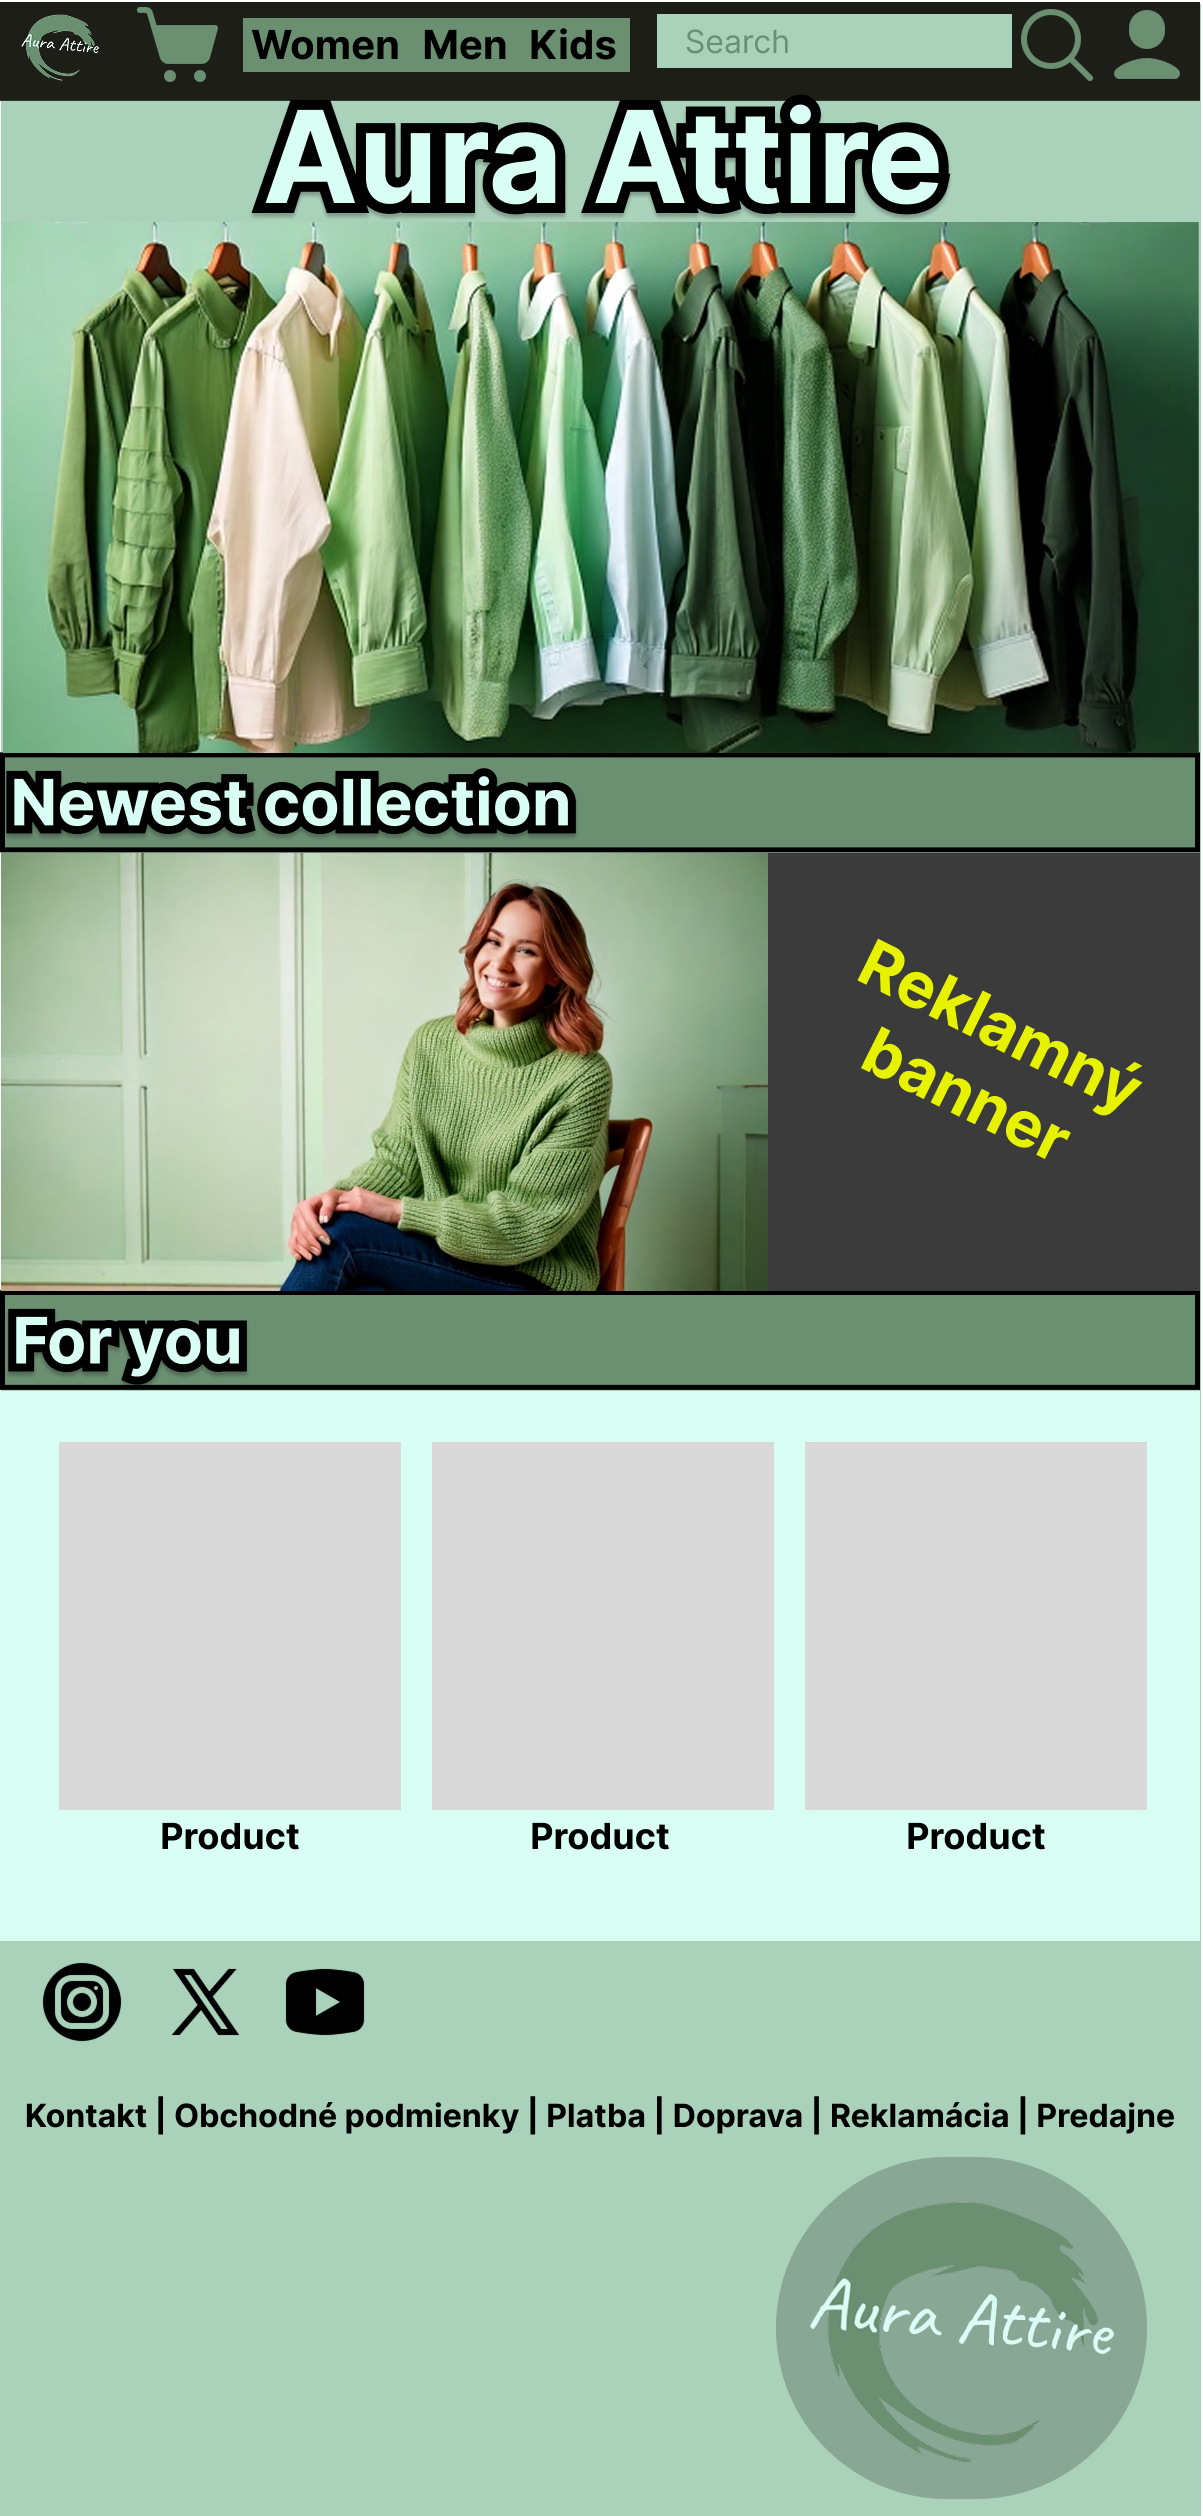 Aura Attire
Women Men Kids
Search
Aura Attire
Newest collection
Reklamný
banner
For you
Product Product Product
Kontakt | Obchodné podmienky | Platba | Doprava | Reklamácia | Predajne
Aura Attire